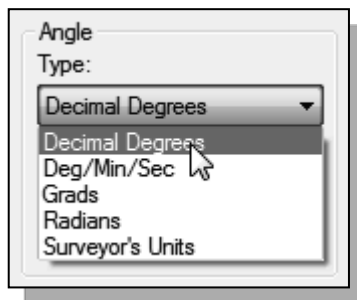 Angle
Type:
Decimal Degrees
Decimal Degrees
Deg/Min/Sec
Grads
Radians
Surveyor's Units